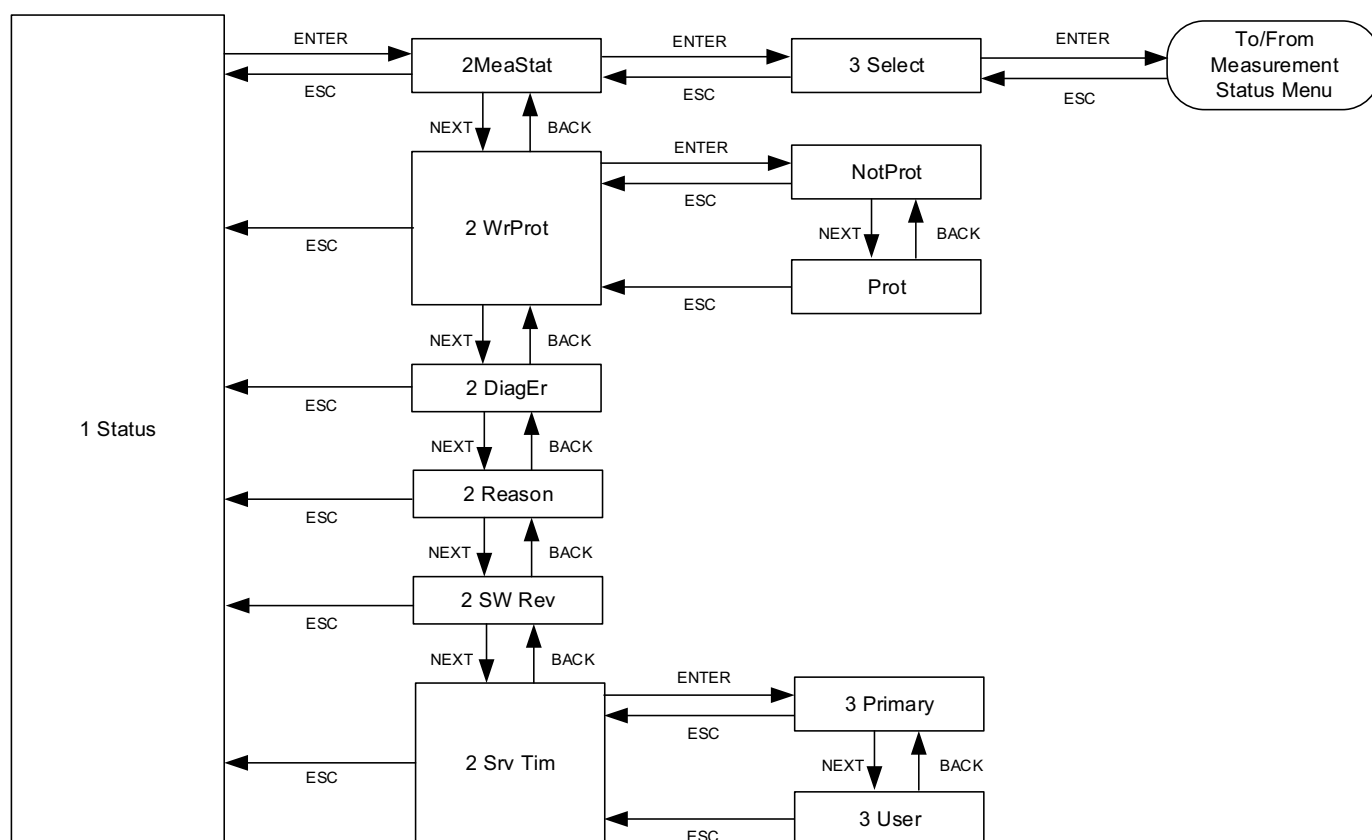 ENTER
ESC
2MeaStat
ENTER
ESC
3 Select
ENTER
ESC
To/From
Measurement
Status Menu
NEXT
BACK
ESC
2 WrProt
ENTER
ESC
NotProt
NEXT
BACK
ESC
Prot
NEXT
BACK
ESC
2 DiagEr
1 Status
NEXT
BACK
ESC
2 Reason
NEXT
BACK
ESC
2 SW Rev
NEXT
BACK
ESC
2 Srv Tim
ENTER
ESC
3 Primary
NEXT
BACK
ESC
3 User